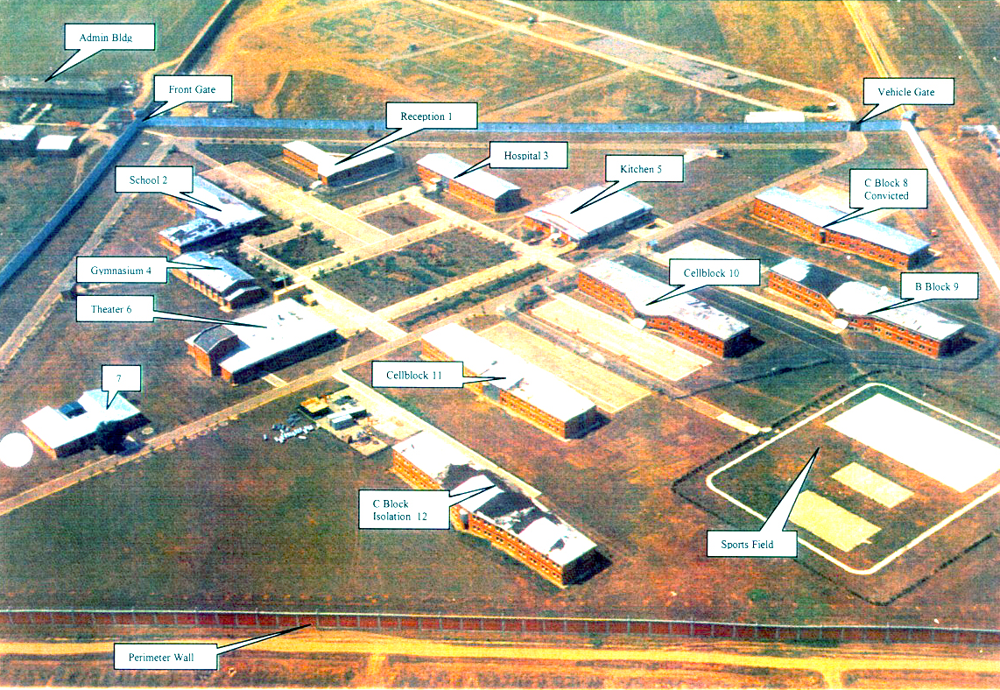 Admin Bldg
Front Gate
Vehicle Gate
Reception 1
Hospital 3
Kitchen 5
School 2
C Block 8
Convicted
Gymnasium 4
Cellblock 10
B Block 9
Theater 6
7
Cellblock 11
C Block
Isolation 12
Sports Field
Perimeter Wall